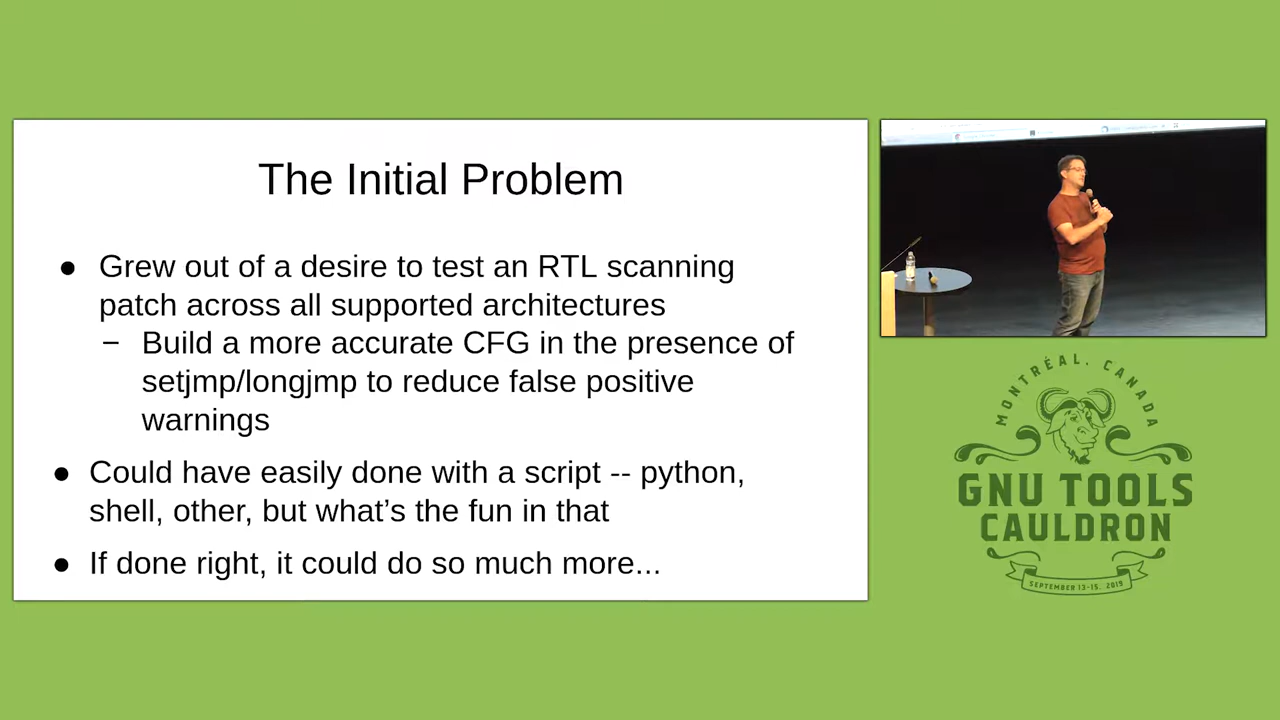 The Initial Problem
● Grew out of a desire to test an RTL scanning
patch across all supported architectures
– Build a more accurate CFG in the presence of
setjmp/longjmp to reduce false positive
warnings
● Could have easily done with a script -- python,
shell, other, but what’s the fun in that
● If done right, it could do so much more...
MONTRÉAL, CANADA
GNU TOOLS
CAULDRON
SEPTEMBER 13-15, 2019